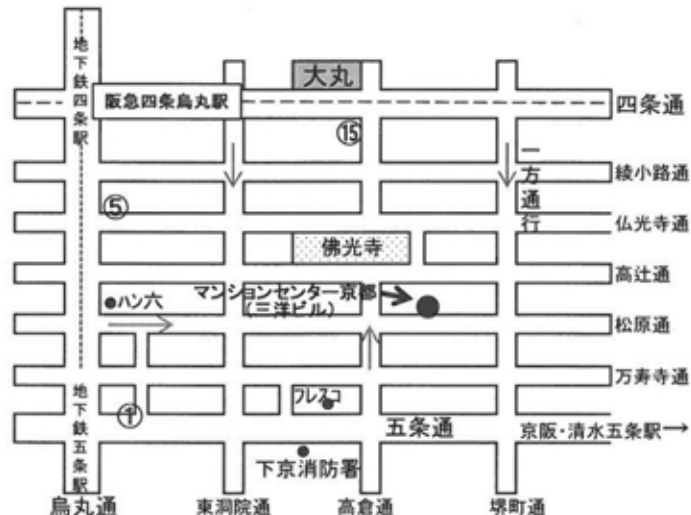 地下鉄四条駅
阪急四条烏丸駅
大丸
四条通
⑮
一方通行
綾小路通
⑤
仏光寺通
佛光寺
高辻通
ハン六
マンションセンター京都
(三洋ビル)
松原通
万寿寺通
フレスコ
①
地下鉄五条駅
五条通
京阪・清水五条駅→
下京消防署
烏丸通
東洞院通
高倉通
堺町通